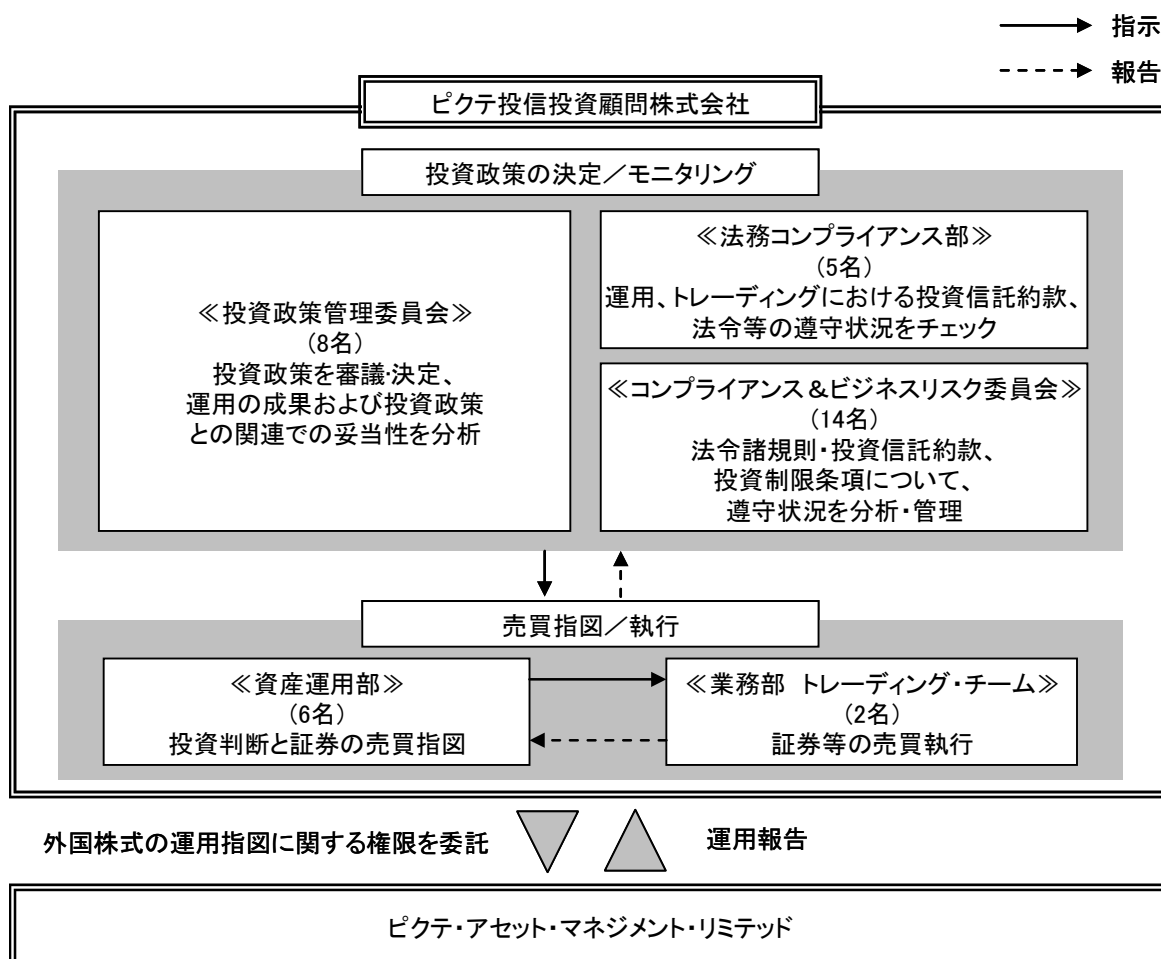 指示
報告
ピクテ投信投資顧問株式会社
投資政策の決定／モニタリング
≪投資政策管理委員会≫
(8名)
投資政策を審議・決定、
運用の成果および投資政策
との関連での妥当性を分析
≪法務コンプライアンス部≫
(5名)
運用、トレーディングにおける投資信託約款、
法令等の遵守状況をチェック
≪コンプライアンス＆ビジネスリスク委員会≫
(14名)
法令諸規則・投資信託約款、
投資制限条項について、
遵守状況を分析・管理
売買指図／執行
≪資産運用部≫
(6名)
投資判断と証券の売買指図
≪業務部　トレーディング・チーム≫
(2名)
証券等の売買執行
外国株式の運用指図に関する権限を委託
運用報告
ピクテ・アセット・マネジメント・リミテッド